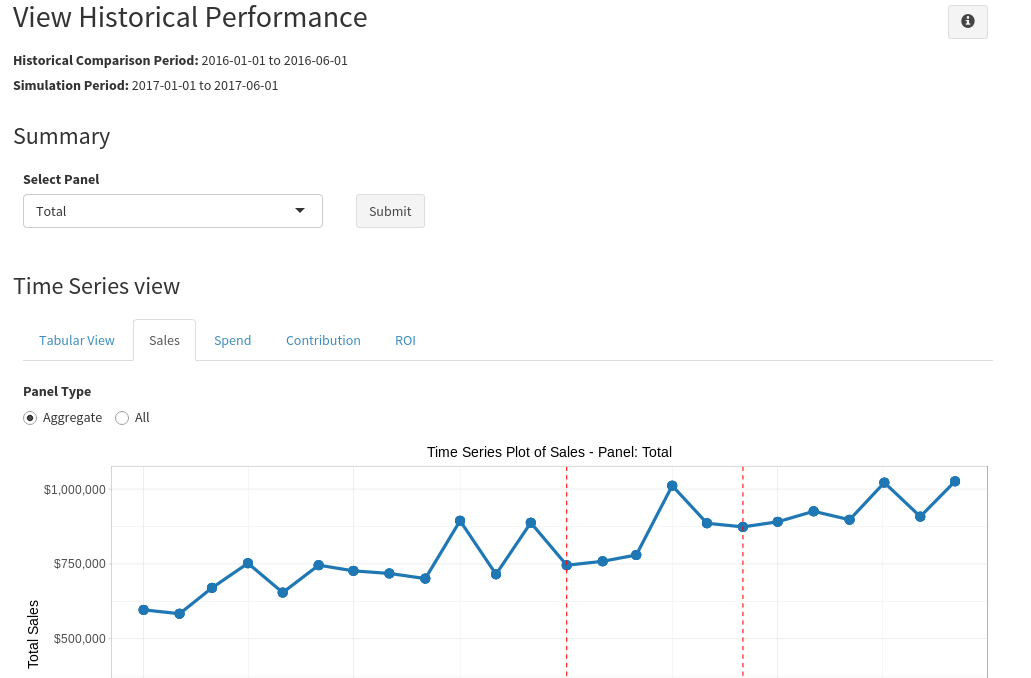 View Historical Performance
Historical Comparison Period: 2016-01-01 to 2016-06-01
Simulation Period: 2017-01-01 to 2017-06-01
Summary
Select Panel
Total
Submit
Time Series view
Tabular View
Sales
Spend
Contribution
ROI
Panel Type
Aggregate
All
Time Series Plot of Sales - Panel: Total
$1,000,000
$750,000
$500,000
Total Sales